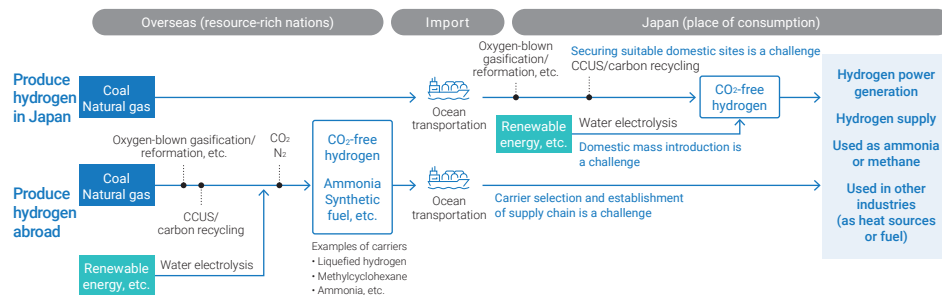 Overseas (resource-rich nations)
Import
Japan (place of consumption)
Produce
hydrogen
in Japan
Coal
Natural gas
Ocean
transportation
Oxygen-blown
gasification/
reformation, etc.
Securing suitable domestic sites is a challenge
CCUS/carbon recycling
CO₂-free
hydrogen
Renewable
energy, etc.
Water electrolysis
Domestic mass introduction is
a challenge
Produce
hydrogen
abroad
Oxygen-blown gasification/
reformation, etc.
Coal
Natural gas
CCUS/
carbon recycling
CO₂
N₂
Renewable
energy, etc.
Water electrolysis
CO₂-free
hydrogen
Ammonia
Synthetic
fuel, etc.
Examples of carriers
• Liquefied hydrogen
• Methylcyclohexane
• Ammonia, etc.
Ocean
transportation
Carrier selection and establishment
of supply chain is a challenge
Hydrogen power
generation
Hydrogen supply
Used as ammonia
or methane
Used in other
industries
(as heat sources
or fuel)